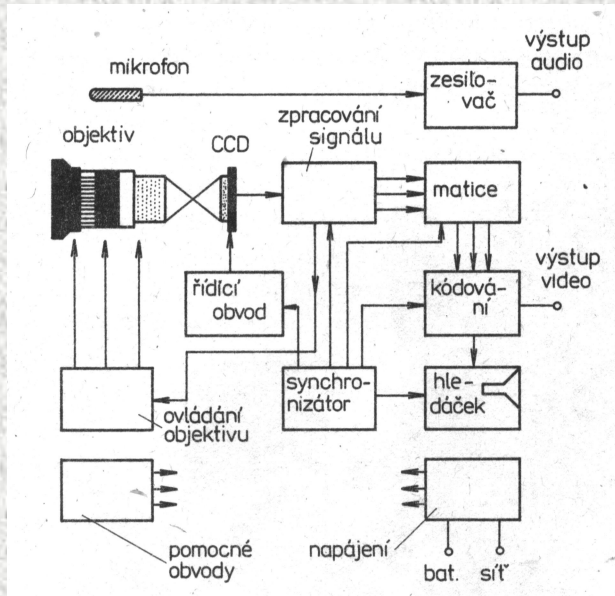 mikrofon
zesilo-
vač
výstup
audio
objektiv
CCD
zpracování
signálu
matice
řídící
obvod
kódová-
ní
výstup
video
synchro-
nizátor
hle-
dáček
ovládání
objektivu
pomocné
obvody
napájení
bat.
síť